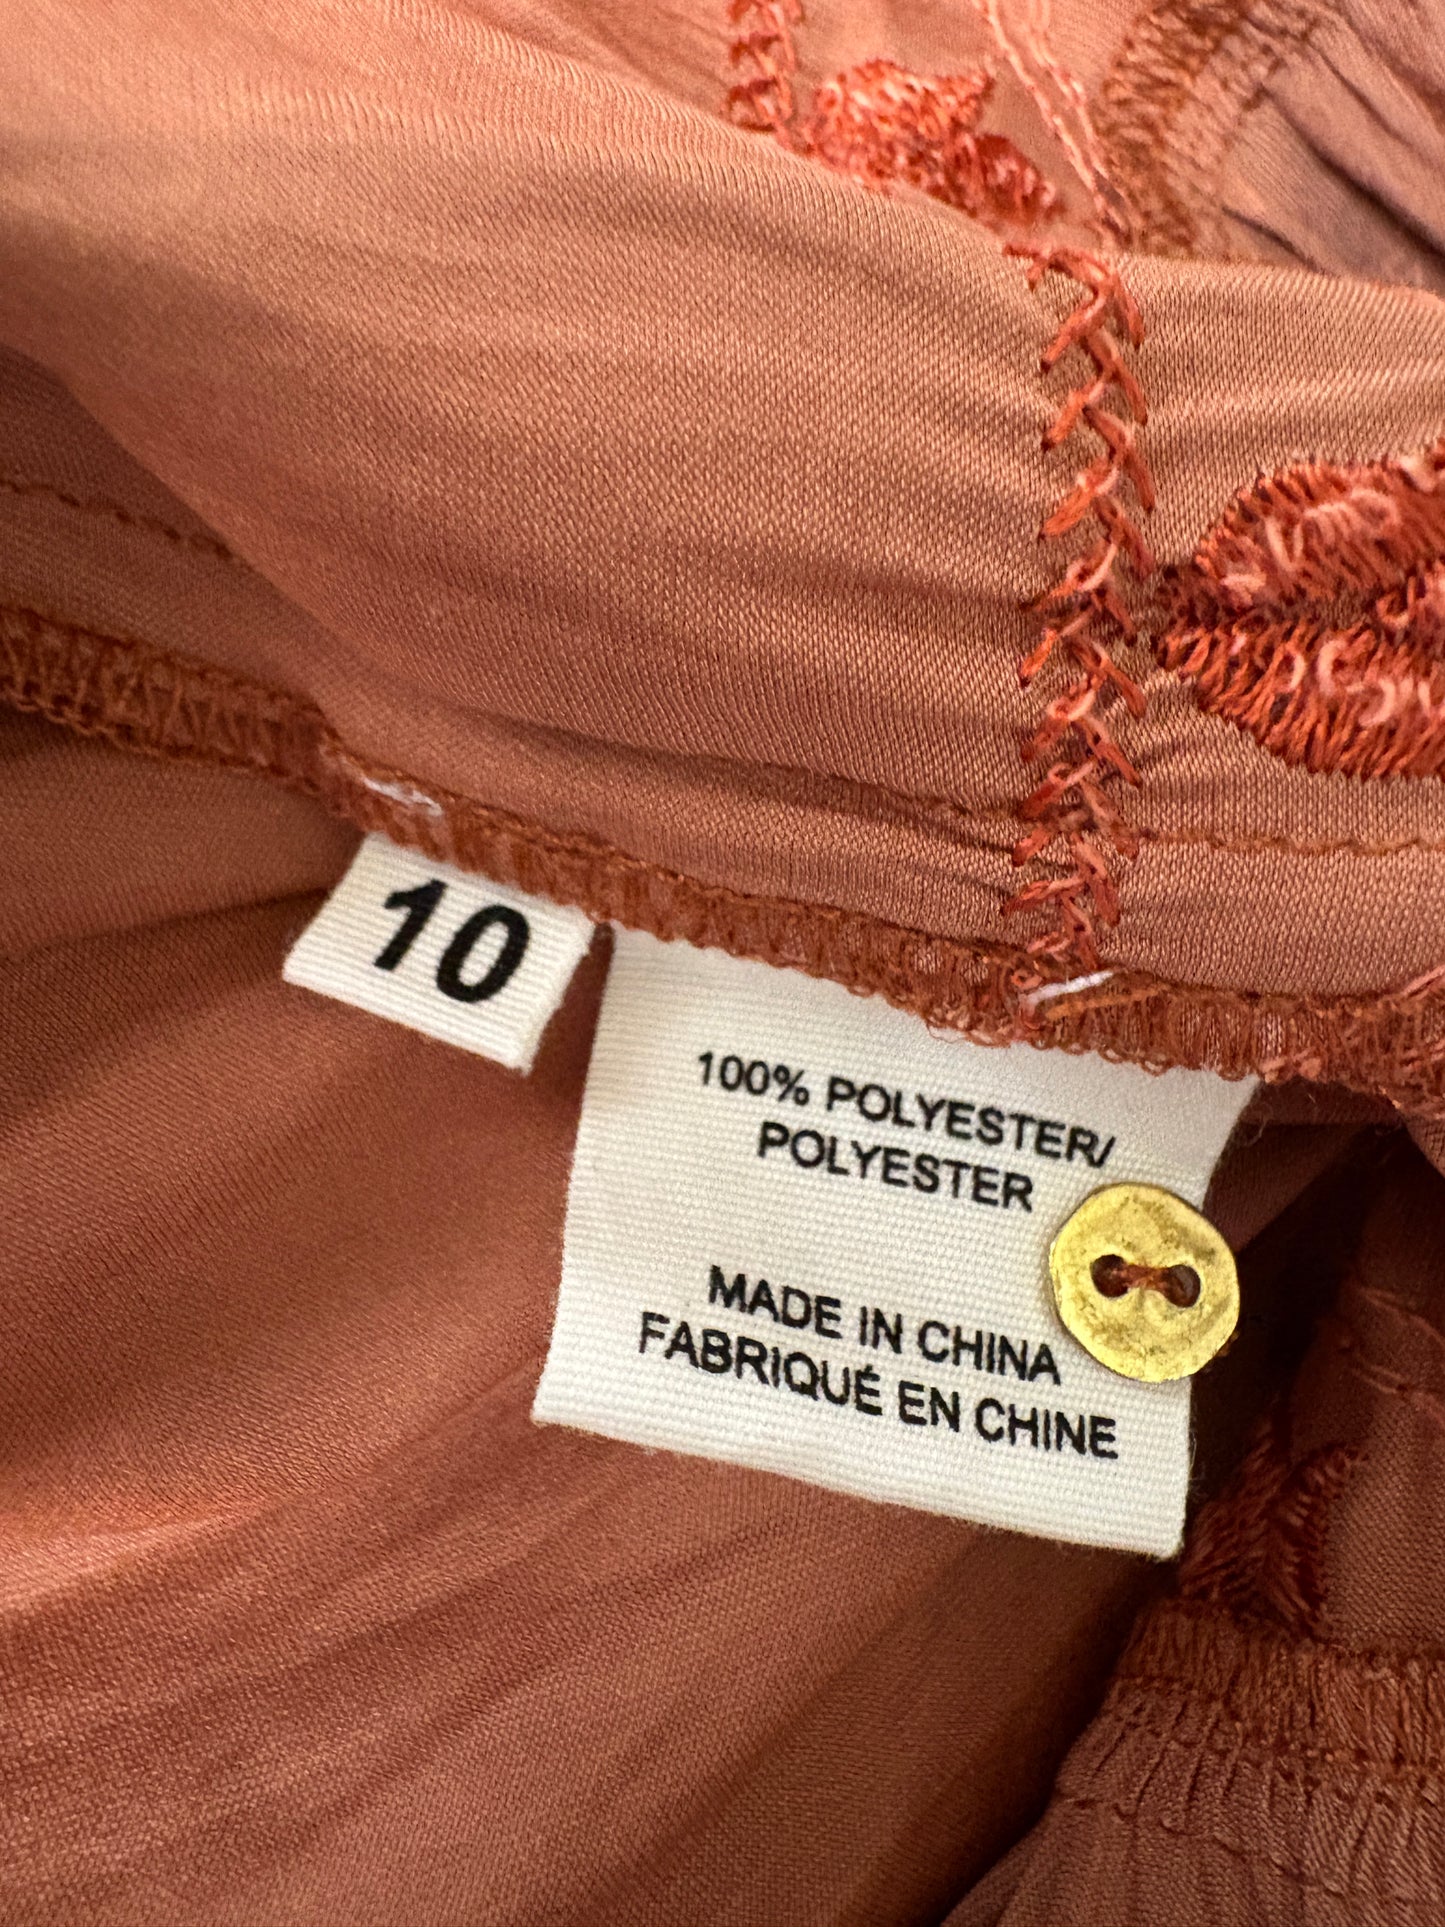 10
100% POLYESTER/
POLYESTER
MADE IN CHINA
FABRIQUÉ EN CHINE